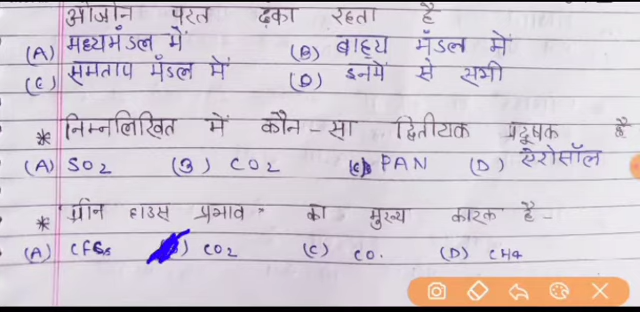 ओजोन परत ढका रहता है
(A) मध्यमंडल में (B) बाह्य मंडल में
(C) समताप मंडल में (D) इनमें से सभी
* निम्नलिखित में कौन-सा द्वितीयक प्रदूषक है
(A) SO2 (B) CO2 (C) PAN (D) ऐरोसॉल
* 'ग्रीन हाउस प्रभाव' का मुख्य कारक है -
(A) CFCs (B) CO2 (C) CO. (D) CH4